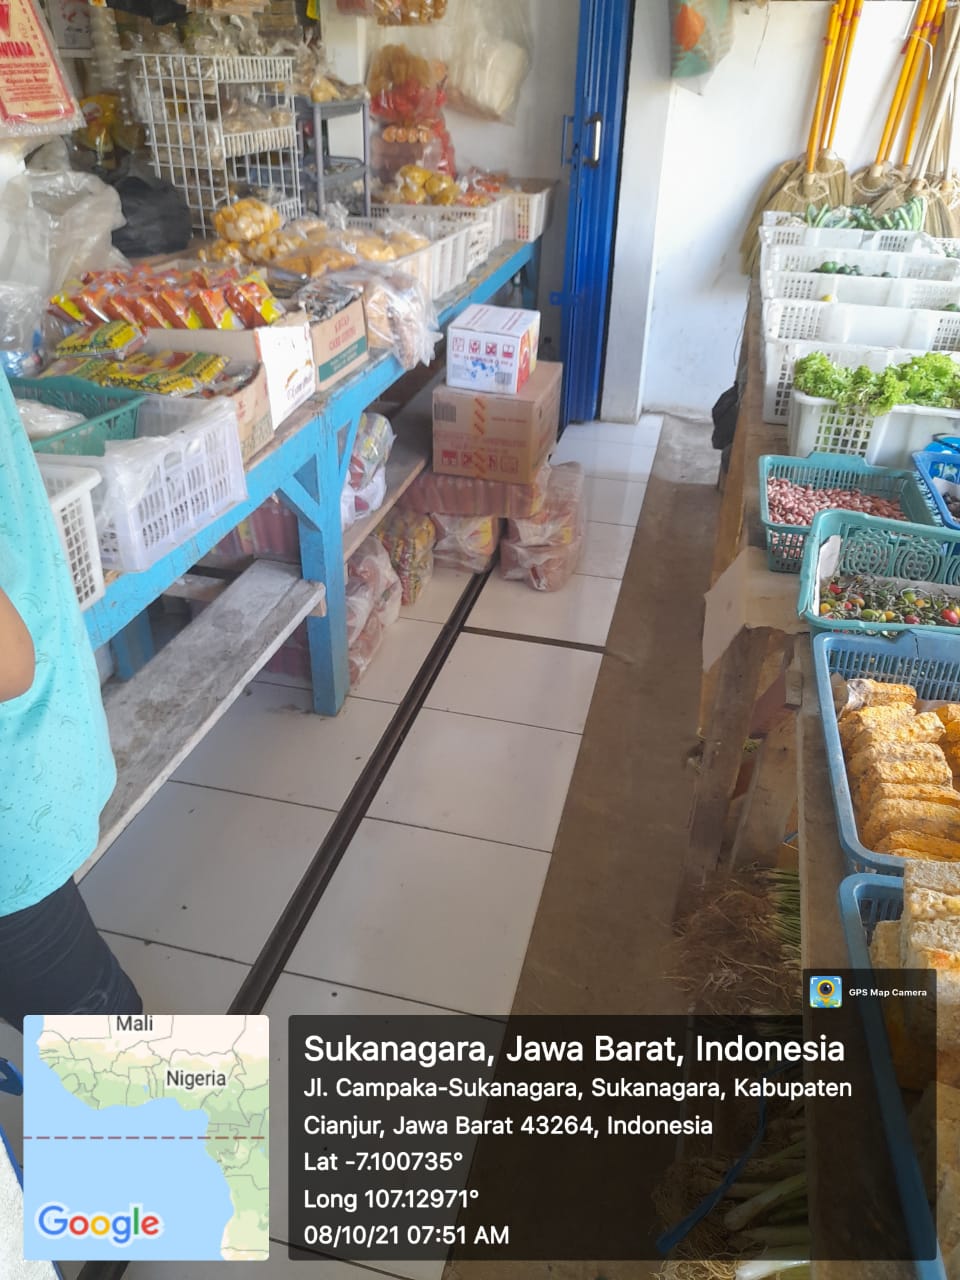 GPS Map Camera
Mali
Nigeria
Google
Sukanagara, Jawa Barat, Indonesia
Jl. Campaka-Sukanagara, Sukanagara, Kabupaten
Cianjur, Jawa Barat 43264, Indonesia
Lat -7.100735°
Long 107.12971°
08/10/21 07:51 AM